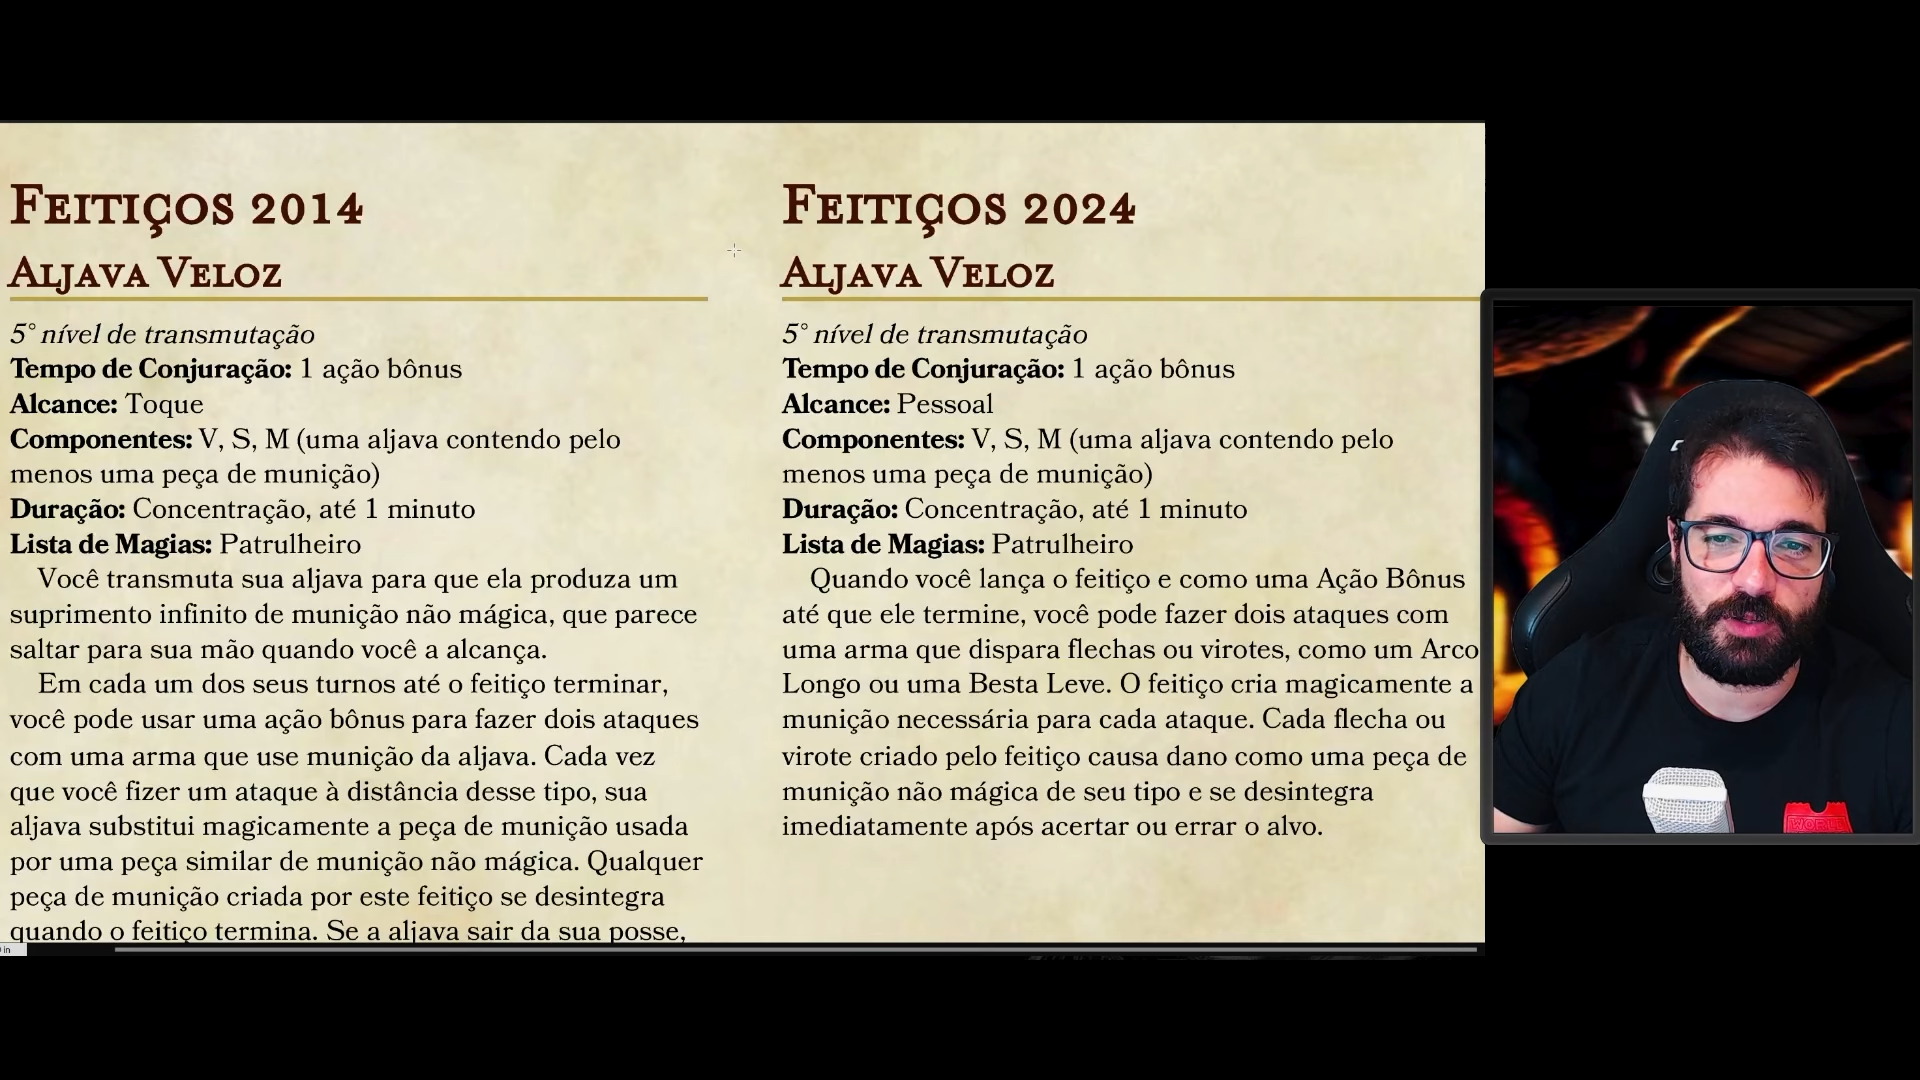 Feitiços 2014
Aljava Veloz
5° nível de transmutação
Tempo de Conjuração: 1 ação bônus
Alcance: Toque
Componentes: V, S, M (uma aljava contendo pelo
menos uma peça de munição)
Duração: Concentração, até 1 minuto
Lista de Magias: Patrulheiro
Você transmuta sua aljava para que ela produza um
suprimento infinito de munição não mágica, que parece
saltar para sua mão quando você a alcança.
Em cada um dos seus turnos até o feitiço terminar,
você pode usar uma ação bônus para fazer dois ataques
com uma arma que use munição da aljava. Cada vez
que você fizer um ataque à distância desse tipo, sua
aljava substitui magicamente a peça de munição usada
por uma peça similar de munição não mágica. Qualquer
peça de munição criada por este feitiço se desintegra
quando o feitiço termina. Se a aljava sair da sua posse,
Feitiços 2024
Aljava Veloz
5° nível de transmutação
Tempo de Conjuração: 1 ação bônus
Alcance: Pessoal
Componentes: V, S, M (uma aljava contendo pelo
menos uma peça de munição)
Duração: Concentração, até 1 minuto
Lista de Magias: Patrulheiro
Quando você lança o feitiço e como uma Ação Bônus
até que ele termine, você pode fazer dois ataques com
uma arma que dispara flechas ou virotes, como um Arco
Longo ou uma Besta Leve. O feitiço cria magicamente a
munição necessária para cada ataque. Cada flecha ou
virote criado pelo feitiço causa dano como uma peça de
munição não mágica de seu tipo e se desintegra
imediatamente após acertar ou errar o alvo.
in